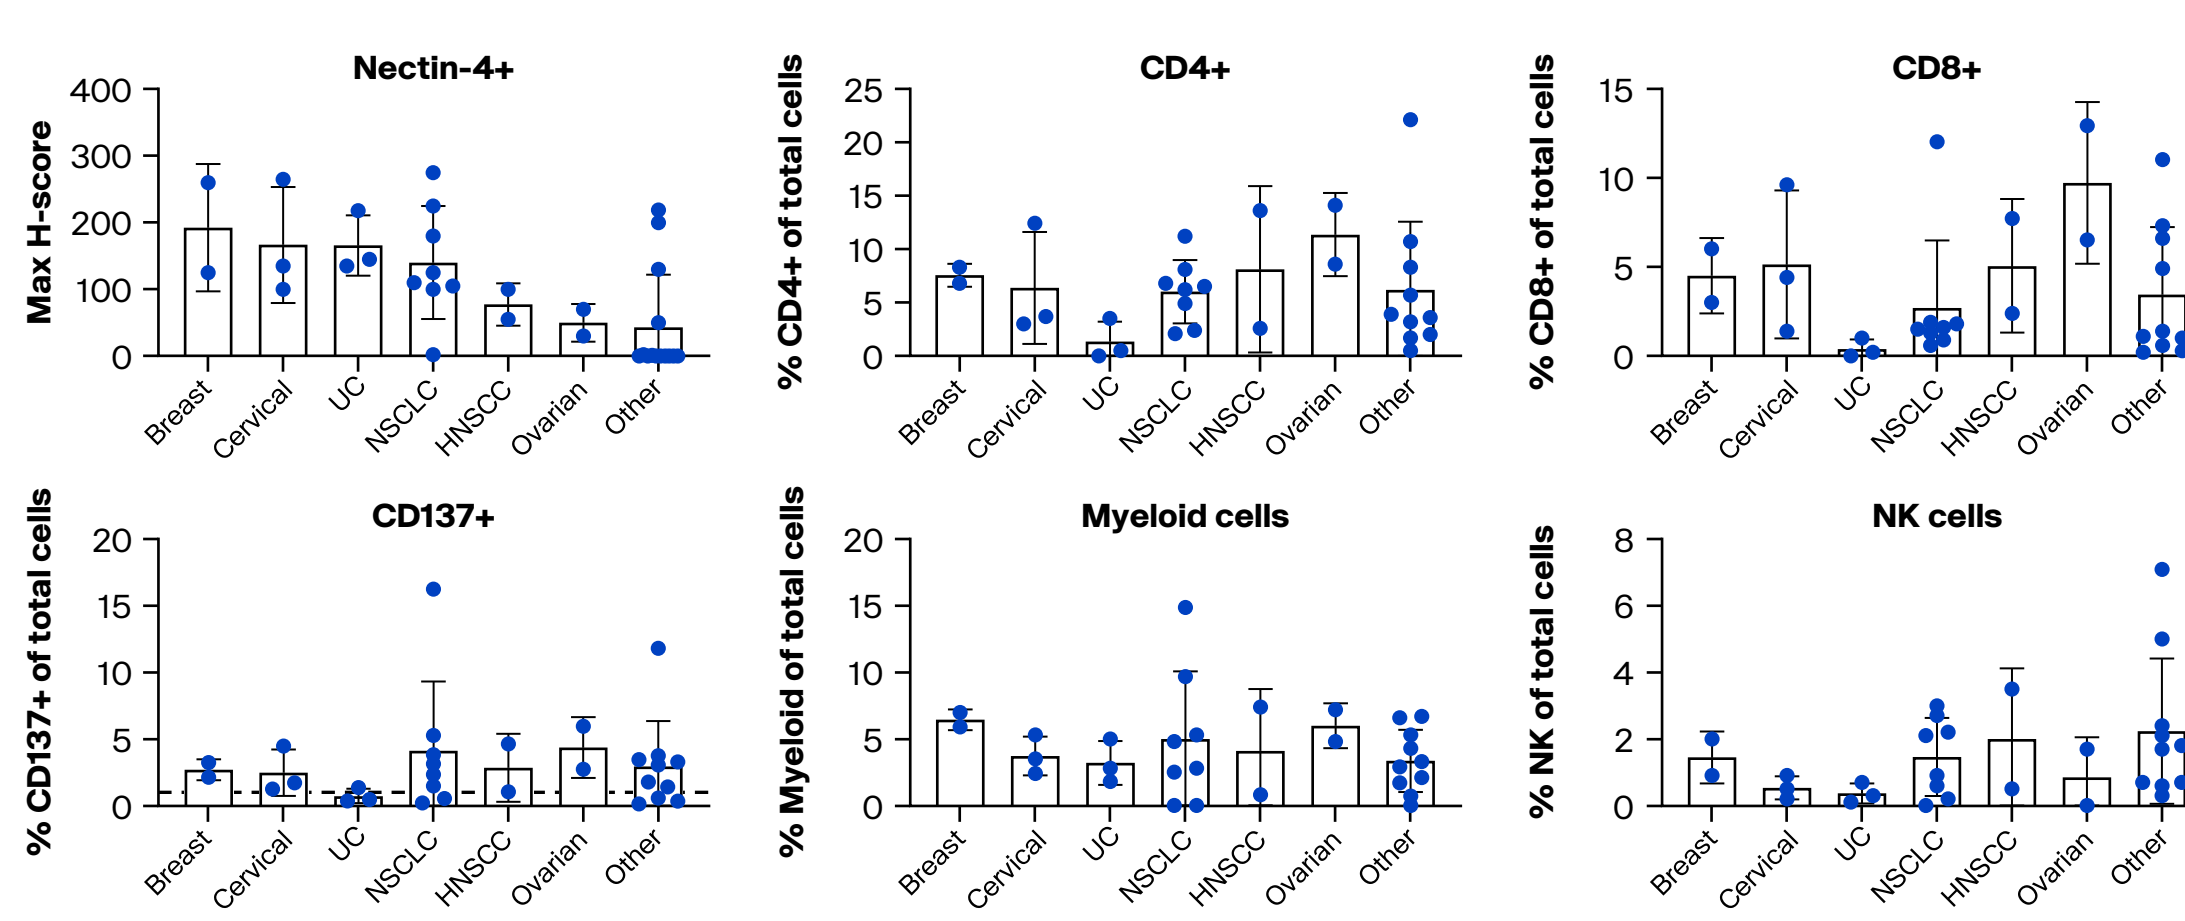 Nectin-4+
Max H-score
400
300
200
100
0
Breast
Cervical
UC
NSCLC
HNSCC
Ovarian
Other
CD4+
% CD4+ of total cells
25
20
15
10
5
0
Breast
Cervical
UC
NSCLC
HNSCC
Ovarian
Other
CD8+
% CD8+ of total cells
15
10
5
0
Breast
Cervical
UC
NSCLC
HNSCC
Ovarian
Other
CD137+
% CD137+ of total cells
20
15
10
5
0
Breast
Cervical
UC
NSCLC
HNSCC
Ovarian
Other
Myeloid cells
% Myeloid of total cells
20
15
10
5
0
Breast
Cervical
UC
NSCLC
HNSCC
Ovarian
Other
NK cells
% NK of total cells
8
6
4
2
0
Breast
Cervical
UC
NSCLC
HNSCC
Ovarian
Other